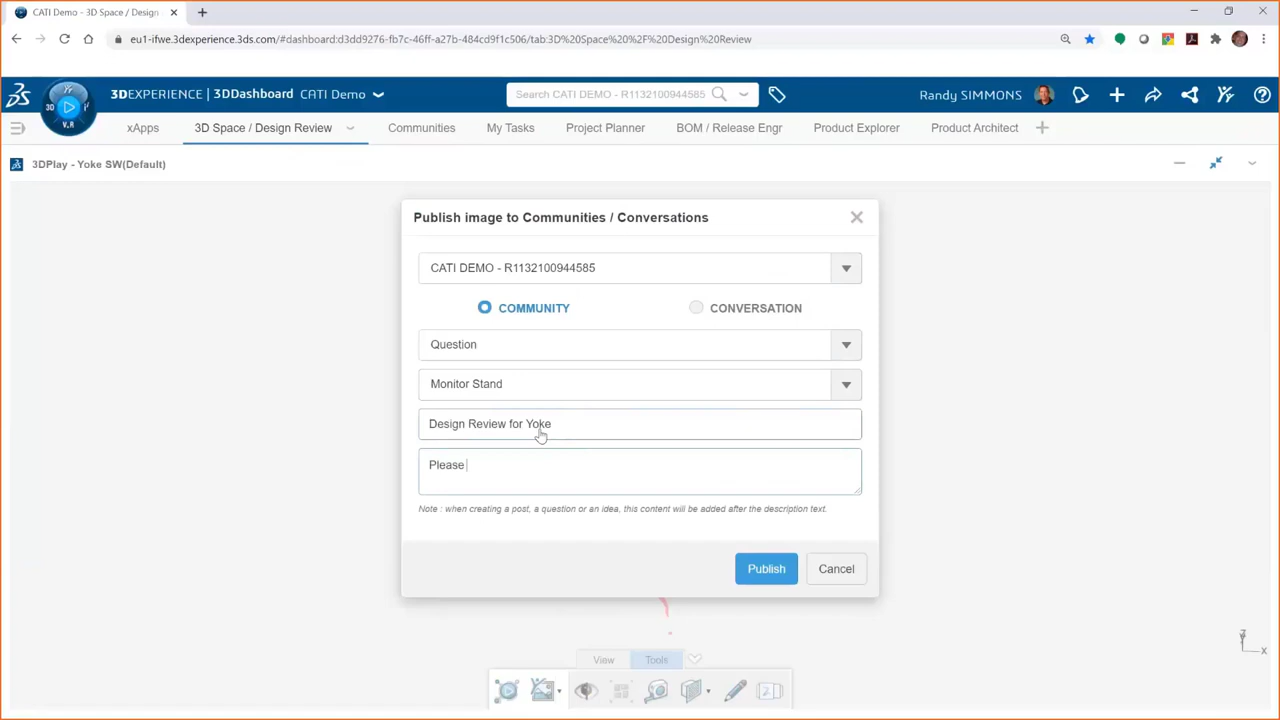 CATI Demo - 3D Space / Design
eu1-ifwe.3dexperience.3ds.com/#dashboard:d3dd9276-fb7c-46ff-a27b-484cd9f1c506/tab:3D%20Space%20%2F%20Design%20Review
3DEXPERIENCE | 3DDashboard CATI Demo
Search CATI DEMO - R1132100944585
Randy SIMMONS
3D
V.R
xApps
3D Space / Design Review
Communities
My Tasks
Project Planner
BOM / Release Engr
Product Explorer
Product Architect
3DPlay - Yoke SW(Default)
Publish image to Communities / Conversations
CATI DEMO - R1132100944585
COMMUNITY
CONVERSATION
Question
Monitor Stand
Design Review for Yoke
Please
Note : when creating a post, a question or an idea, this content will be added after the description text.
Publish
Cancel
View
Tools
X